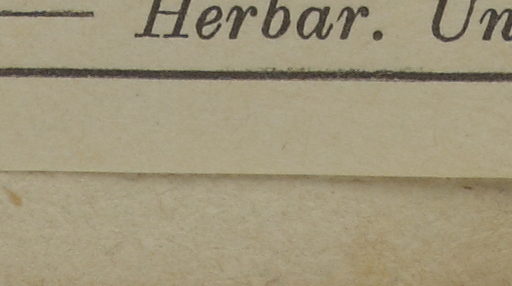 — Herbar. Un